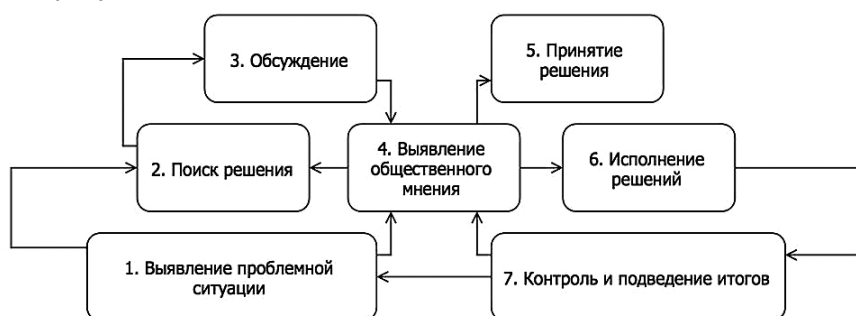 3. Обсуждение
5. Принятие
решения
2. Поиск решения
4. Выявление
общественного
мнения
6. Исполнение
решений
1. Выявление проблемной
ситуации
7. Контроль и подведение итогов